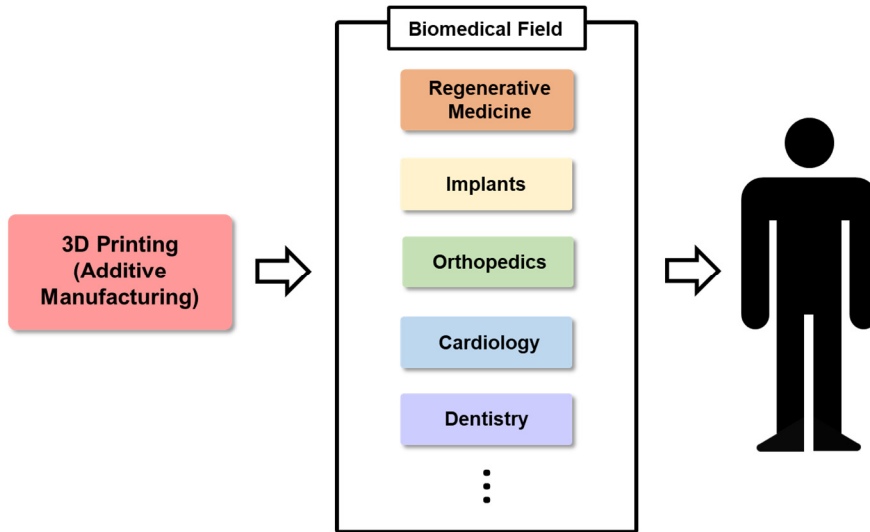 Biomedical Field
Regenerative
Medicine
Implants
3D Printing
(Additive
Manufacturing)
Orthopedics
Cardiology
Dentistry